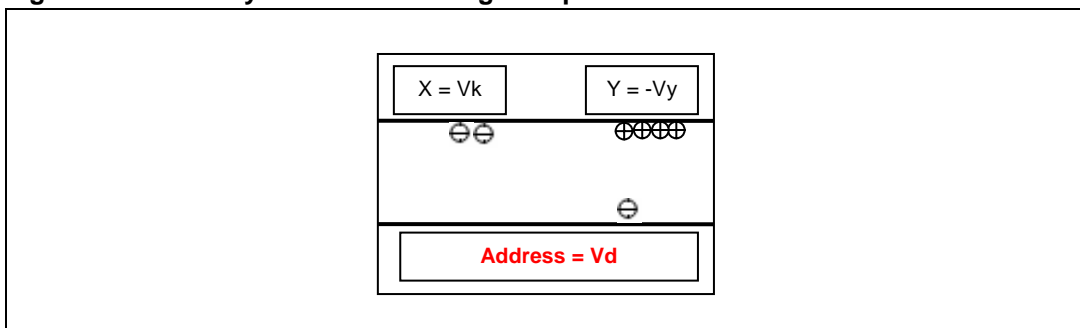 X = Vk
Y = -Vy
Address = Vd